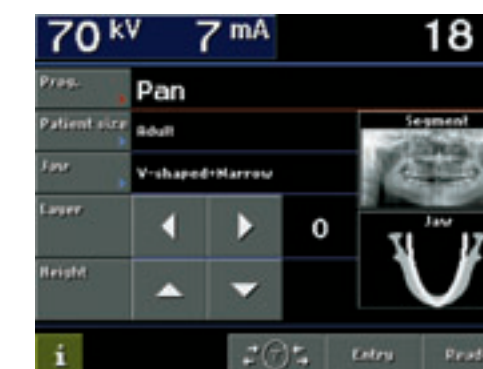 70 kV 7 mA 18
Prog. Pan
Patient size Adult
Segment
Jaw V-shaped+Narrow
Layer 0
Jaw
Height
i Entry Read